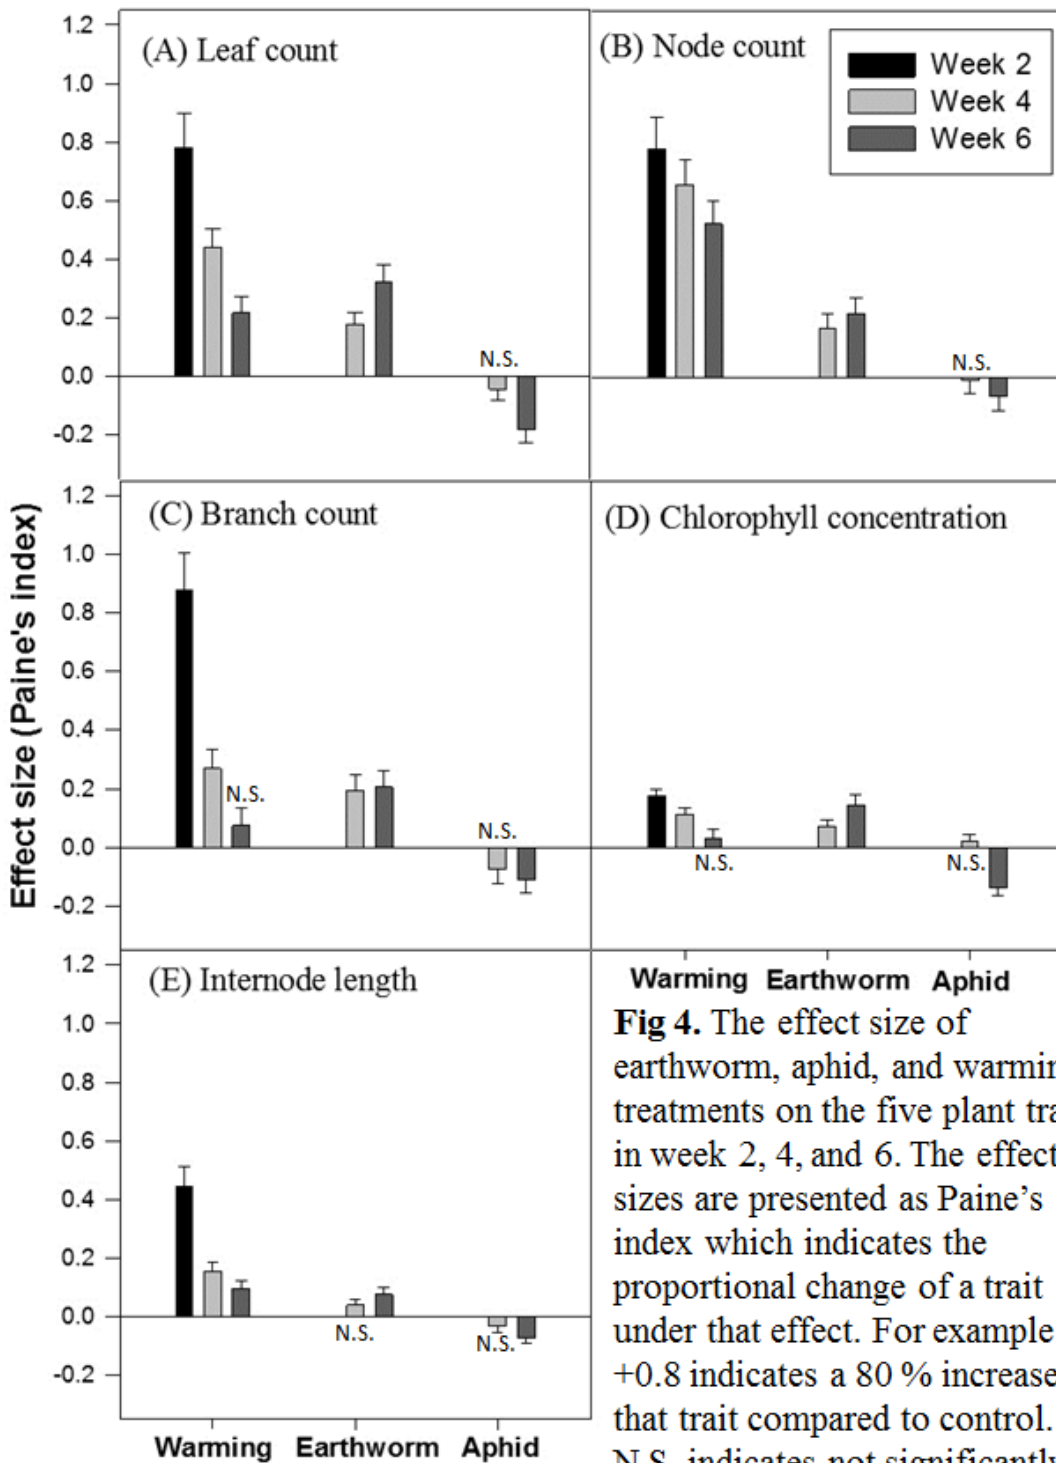 (A) Leaf count
1.2
1.0
0.8
0.6
0.4
0.2
0.0
-0.2
N.S.
(B) Node count
Week 2
Week 4
Week 6
N.S.
Effect size (Paine's index)
(C) Branch count
1.2
1.0
0.8
0.6
0.4
0.2
0.0
-0.2
N.S.
N.S.
(D) Chlorophyll concentration
N.S.
N.S.
Warming Earthworm Aphid
(E) Internode length
1.2
1.0
0.8
0.6
0.4
0.2
0.0
-0.2
N.S.
N.S.
Warming Earthworm Aphid
Fig 4. The effect size of
earthworm, aphid, and
treatments on the five plant
in week 2, 4, and 6. The effect
sizes are presented as Paine's
index which indicates the
proportional change of a trait
under that effect. For example
+0.8 indicates a 80 % increase
that trait compared to control.
N.S. indicates not significantly